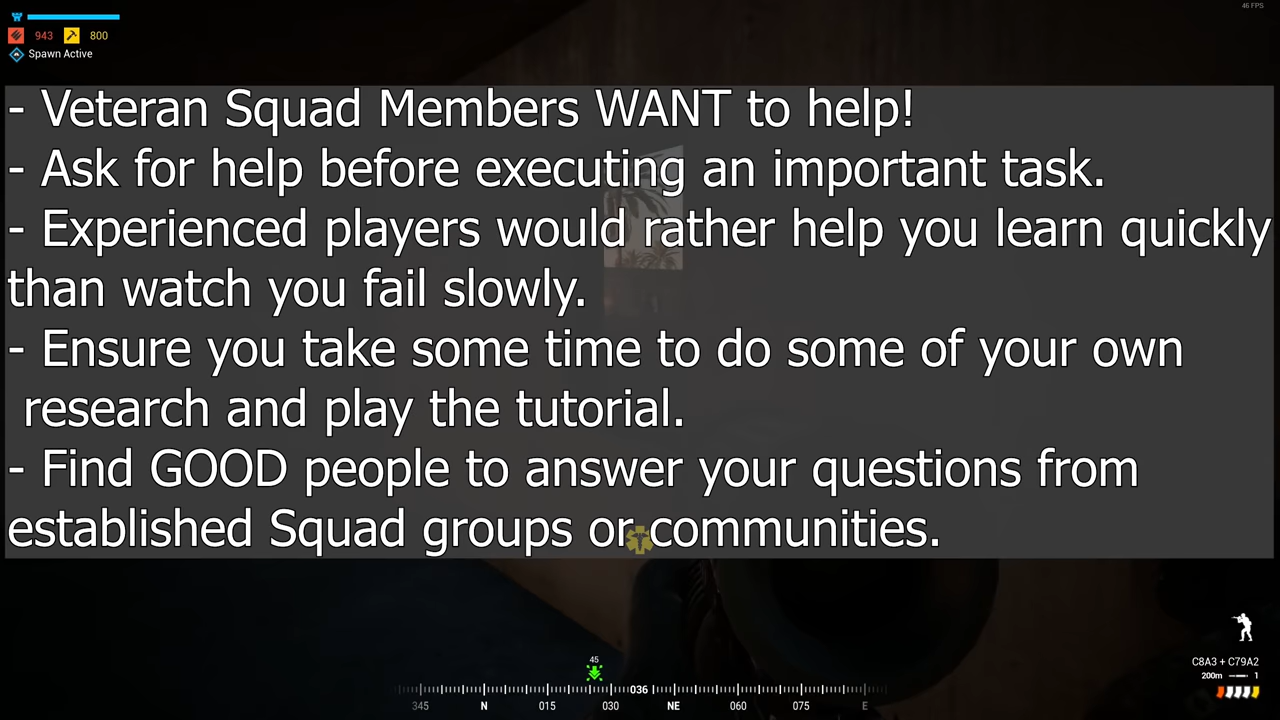 46 FPS
943 800
Spawn Active
- Veteran Squad Members WANT to help!
- Ask for help before executing an important task.
- Experienced players would rather help you learn quickly
than watch you fail slowly.
- Ensure you take some time to do some of your own
research and play the tutorial.
- Find GOOD people to answer your questions from
established Squad groups or communities.
45
036
345 N 015 030 NE 060 075 E
C8A3 + C79A2
200m 1